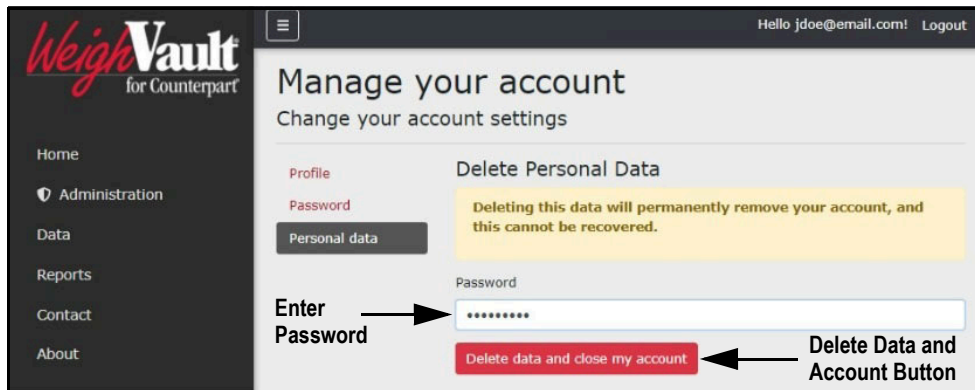 WeighVault
for Counterpart®
☰
Hello jdoe@email.com! Logout
Manage your account
Change your account settings
Home
Administration
Data
Reports
Contact
About
Profile
Password
Personal data
Delete Personal Data
Deleting this data will permanently remove your account, and
this cannot be recovered.
Password
•••••••••
Delete data and close my account
Enter
Password
Delete Data and
Account Button